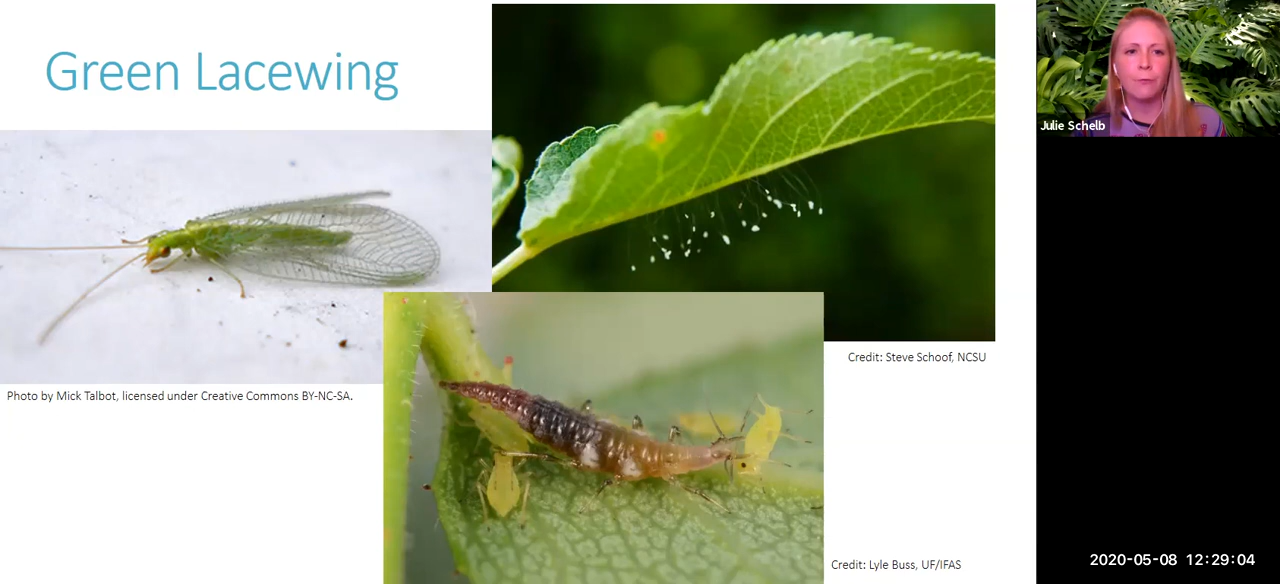 Green Lacewing
Julie Schelb
Credit: Steve Schoof, NCSU
Photo by Mick Talbot, licensed under Creative Commons BY-NC-SA.
Credit: Lyle Buss, UF/IFAS
2020-05-08 12:29:04